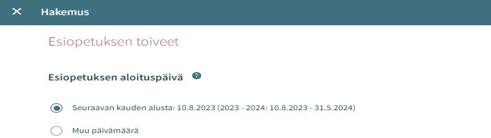 Hakemus
Esiopetuksen toiveet
Esiopetuksen aloituspäivä ?
Seuraavan kauden alusta: 10.8.2023 (2023 - 2024: 10.8.2023 - 31.5.2024)
Muu päivämäärä